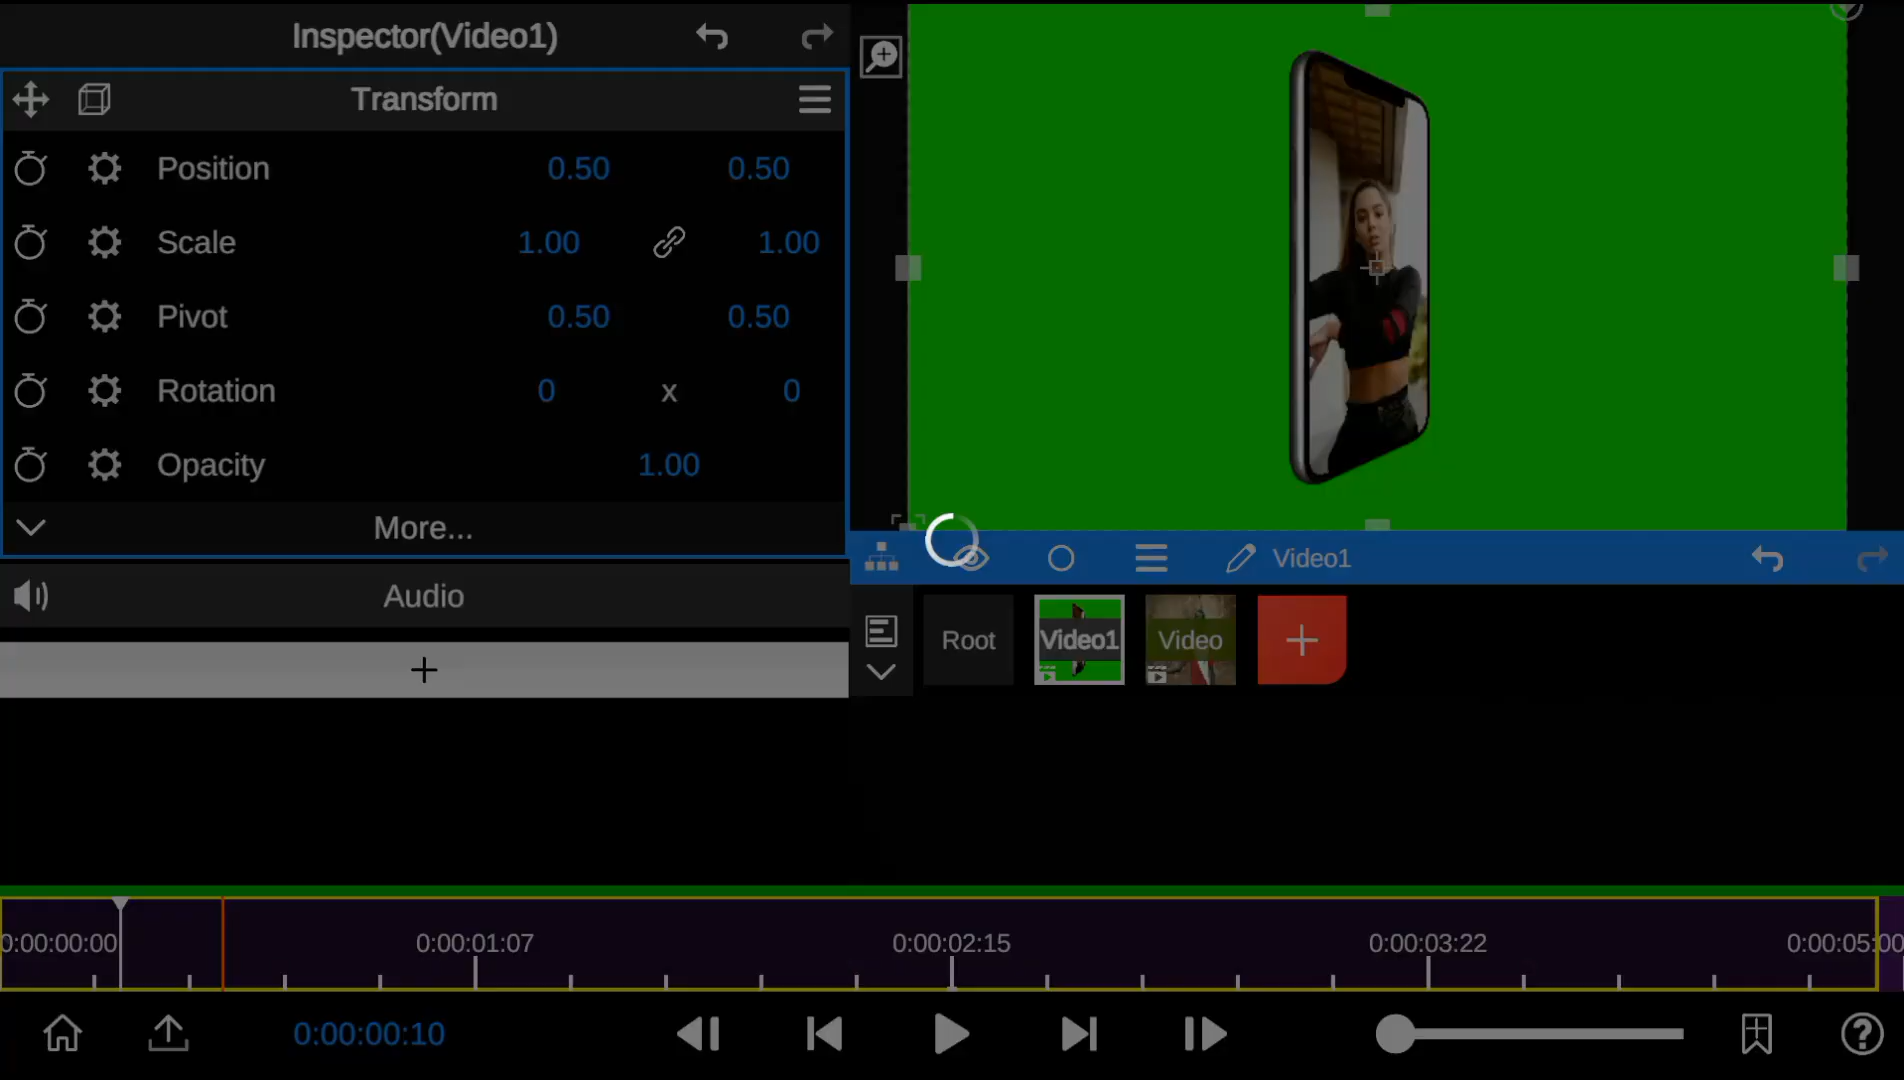 Inspector(Video1)
Transform
Position 0.50 0.50
Scale 1.00 1.00
Pivot 0.50 0.50
Rotation 0 x 0
Opacity 1.00
More...
Audio
+
Video1
Root Video1 Video +
0:00:00:00 0:00:01:07 0:00:02:15 0:00:03:22 0:00:05:00
0:00:00:10
?